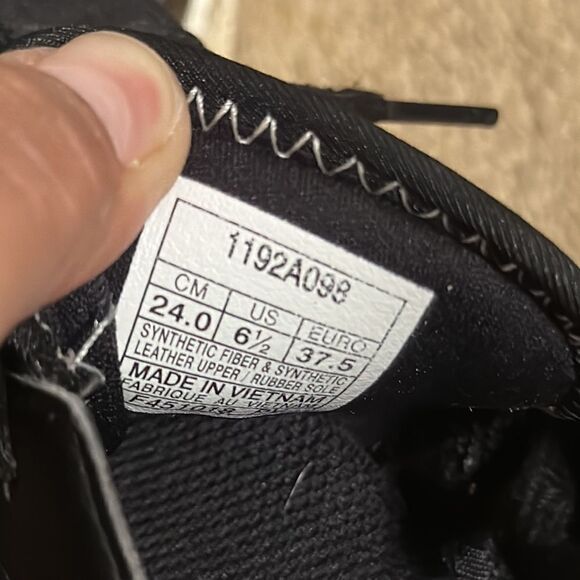 1192A098
CM US EURO
24.0 6½ 37.5
SYNTHETIC FIBER & SYNTHETIC
LEATHER UPPER / RUBBER SOLE
MADE IN VIETNAM
FABRIQUE AU VIETNAM